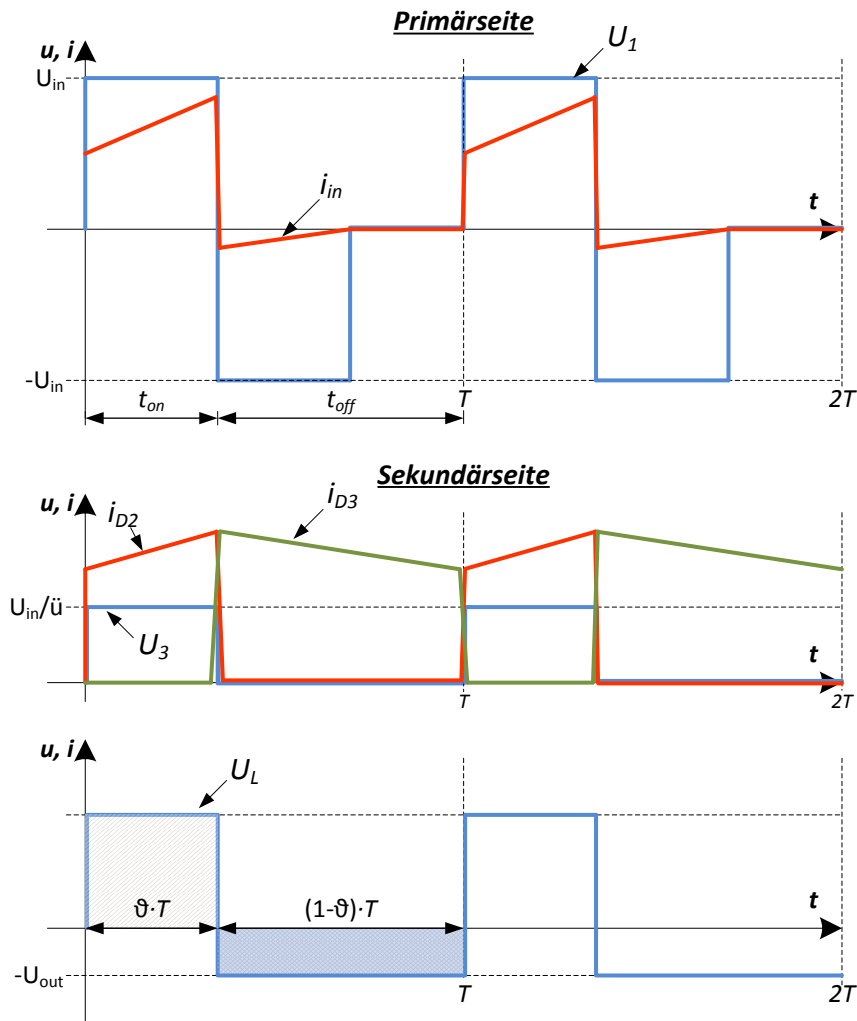 Primärseite
u, i
U1
Uin
iin
t
-Uin
ton
toff
T
2T
Sekundärseite
u, i
iD3
iD2
Uin/ü
U3
t
T
2T
u, i
UL
ϑ·T
(1-ϑ)·T
t
-Uout
T
2T